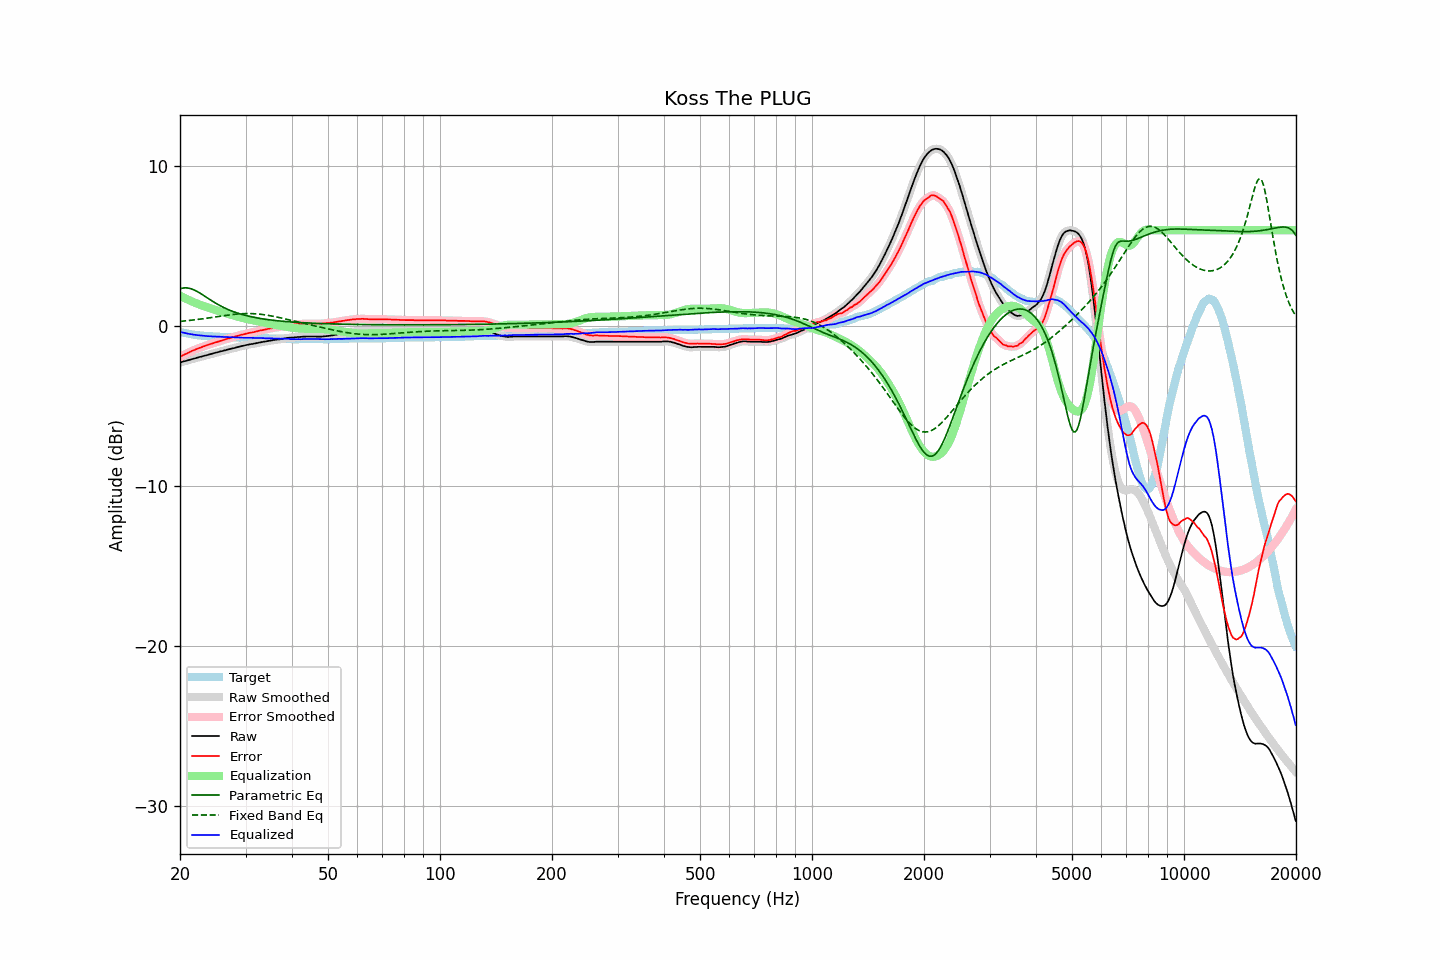 Koss The PLUG
Amplitude (dBr)
10
0
−10
−20
−30
Target
Raw Smoothed
Error Smoothed
Raw
Error
Equalization
Parametric Eq
Fixed Band Eq
Equalized
20 50 100 200 500 1000 2000 5000 10000 20000
Frequency (Hz)